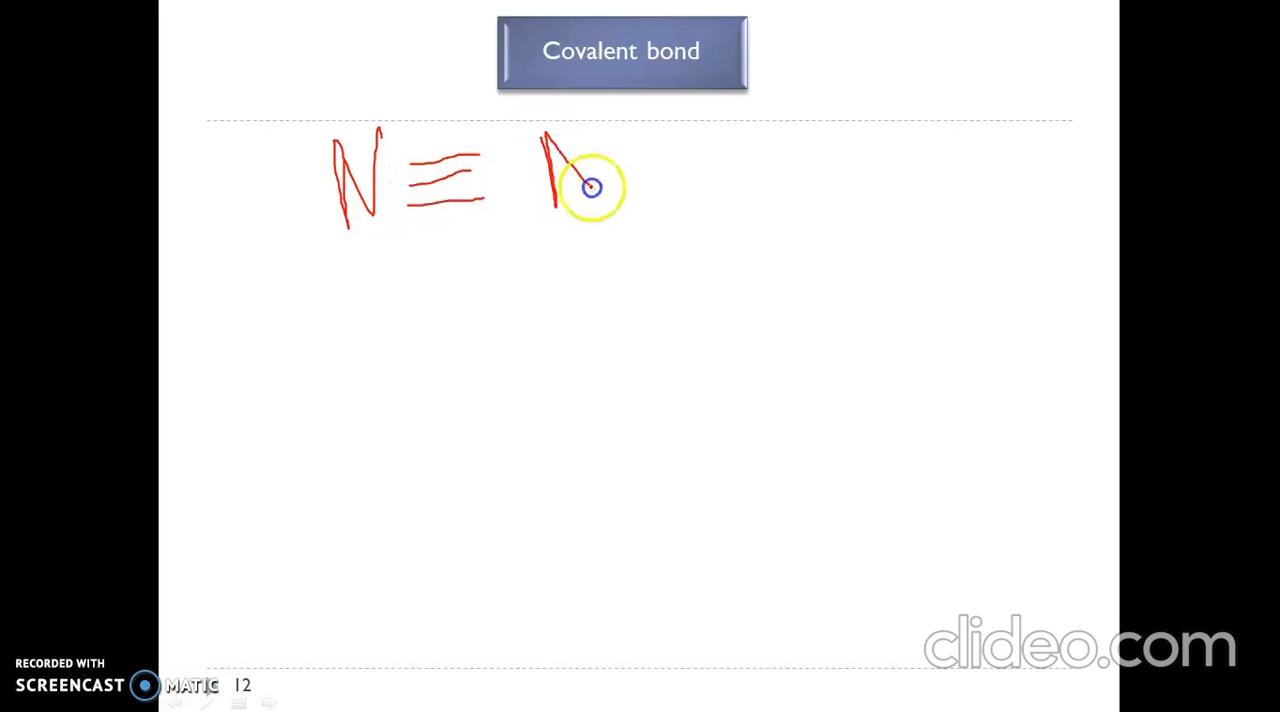 Covalent bond
N ≡
clideo.com
RECORDED WITH
SCREENCAST MATIC 12